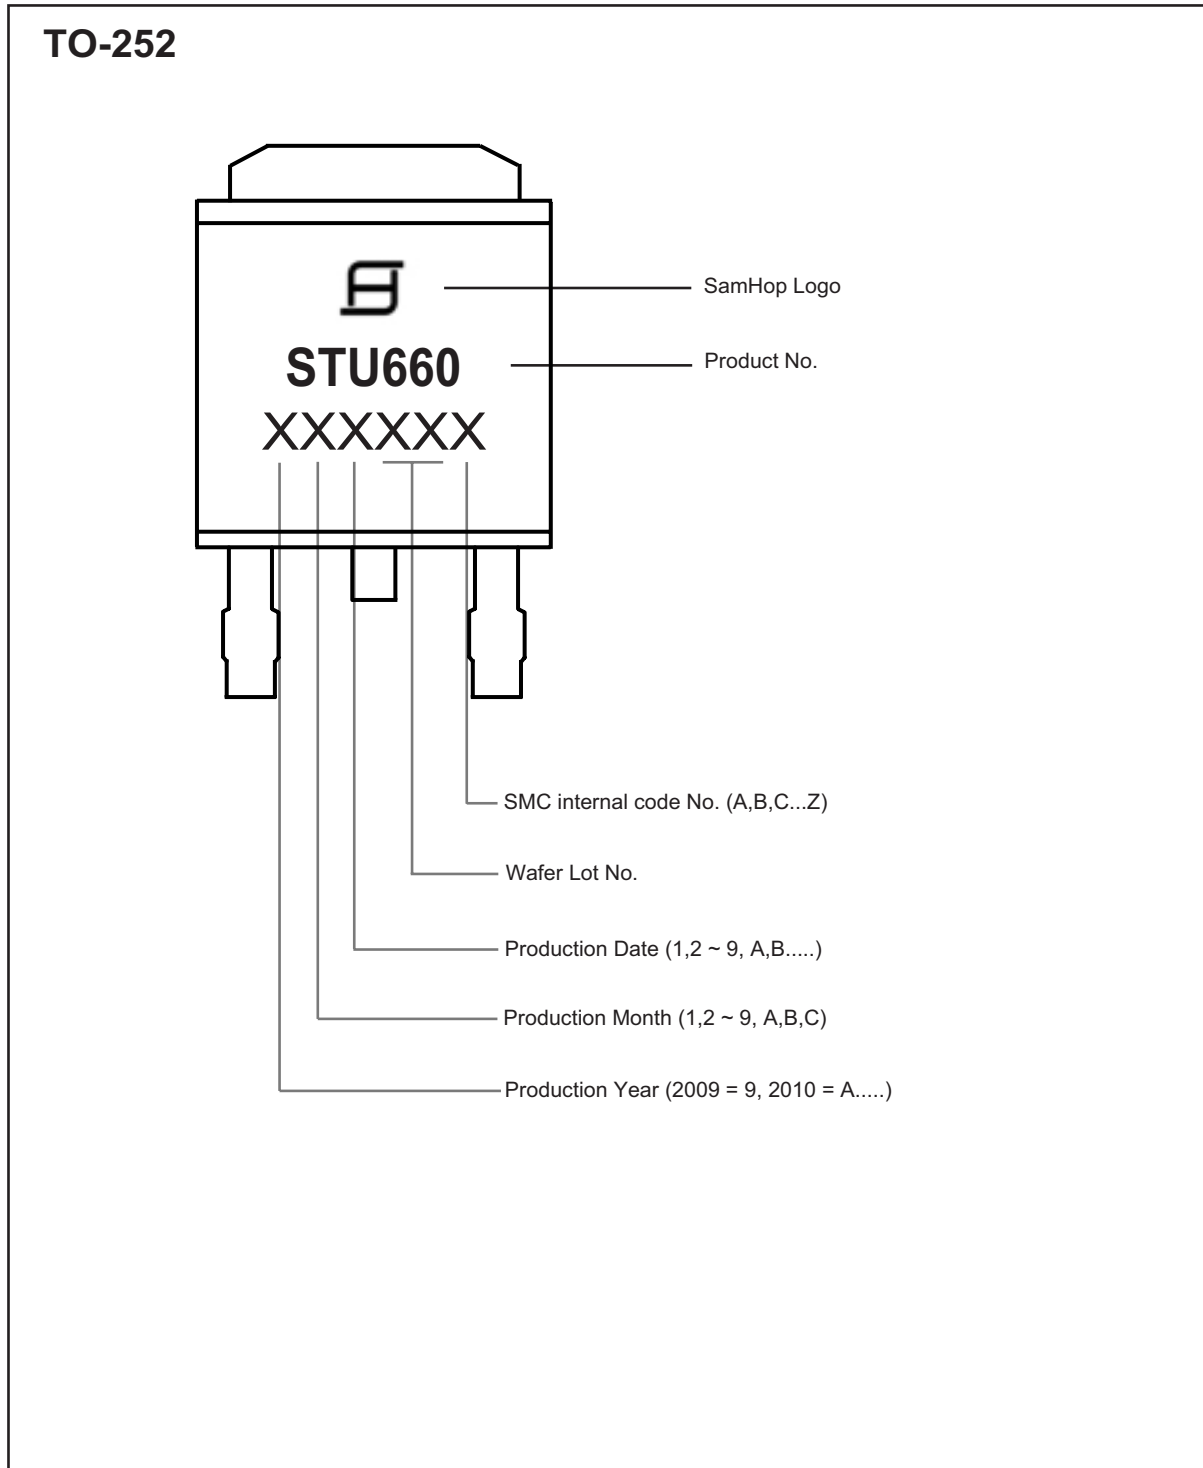 TO-252
SamHop Logo
STU660
Product No.
XXXXXX
SMC internal code No. (A,B,C...Z)
Wafer Lot No.
Production Date (1,2 ~ 9, A,B.....)
Production Month (1,2 ~ 9, A,B,C)
Production Year (2009 = 9, 2010 = A.....)